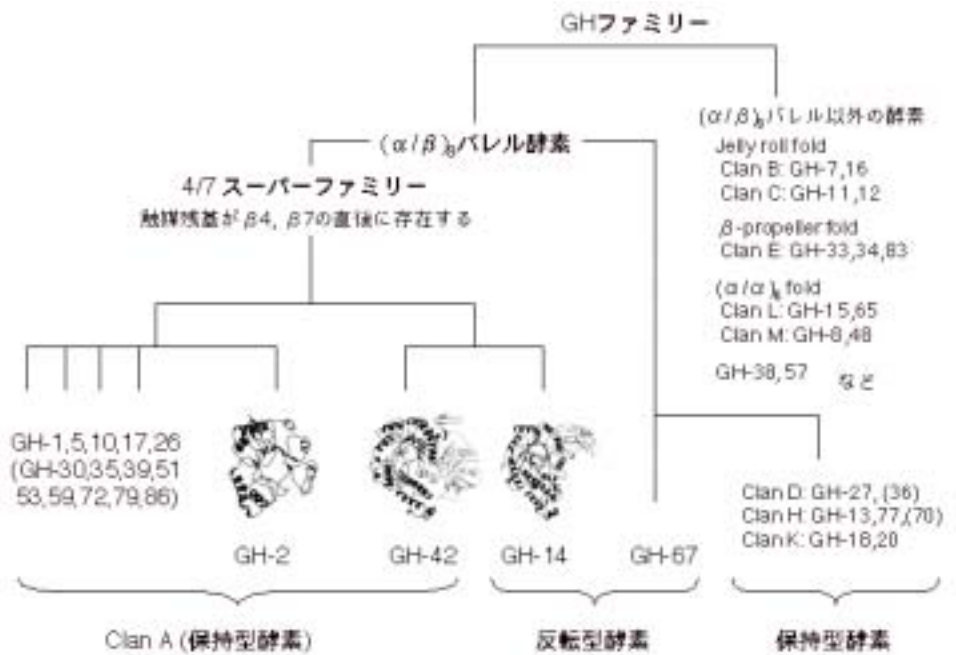 GHファミリー
(α/β)8バレル以外の酵素
Jelly roll fold
Clan B: GH-7,16
Clan C: GH-11,12
β-propeller fold
Clan E: GH-33,34,83
(α/α)6 fold
Clan L: GH-15,65
Clan M: GH-8,48
GH-38,57 など
(α/β)8バレル酵素
4/7 スーパーファミリー
触媒残基がβ4, β7の直後に存在する
GH-1,5,10,17,26
(GH-30,35,39,51
53,59,72,79,86)
GH-2
GH-42
GH-14
GH-67
Clan D: GH-27, (36)
Clan H: GH-13,77,(70)
Clan K: GH-18,20
Clan A (保持型酵素)
反転型酵素
保持型酵素